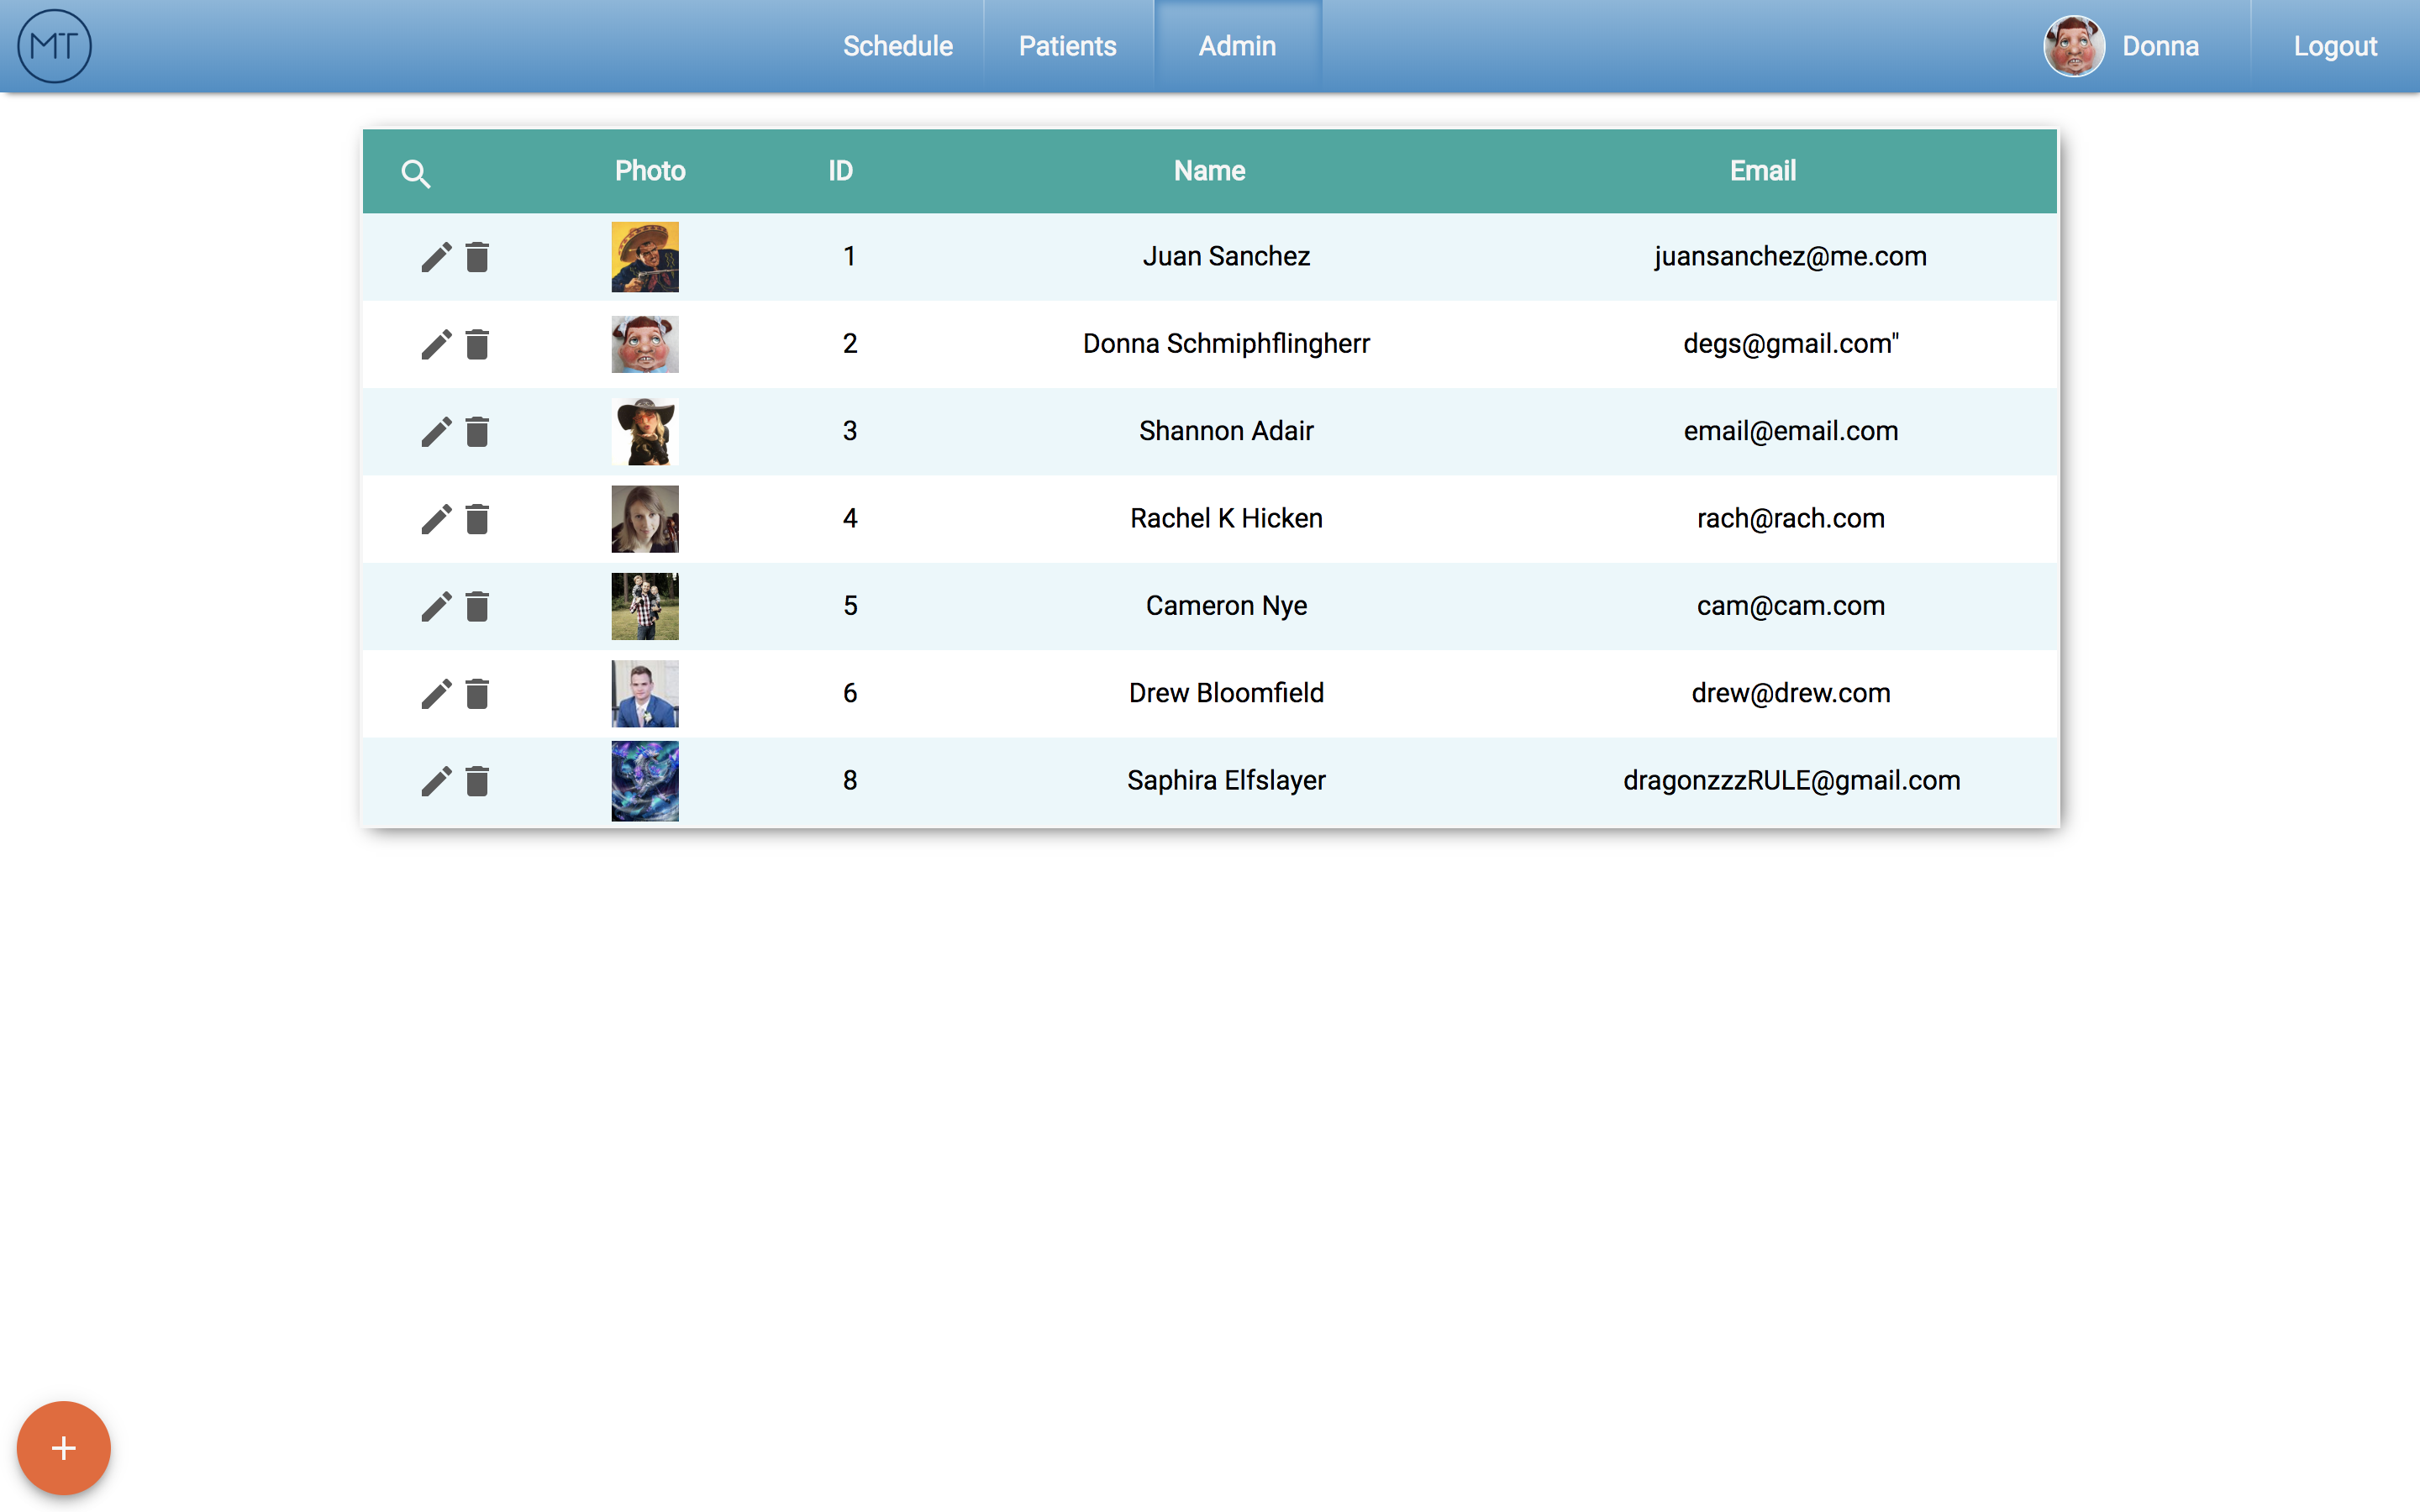 MT Schedule Patients Admin Donna Logout
Photo ID Name Email
1 Juan Sanchez juansanchez@me.com
2 Donna Schmiphflingherr degs@gmail.com"
3 Shannon Adair email@email.com
4 Rachel K Hicken rach@rach.com
5 Cameron Nye cam@cam.com
6 Drew Bloomfield drew@drew.com
8 Saphira Elfslayer dragonzzzRULE@gmail.com
+